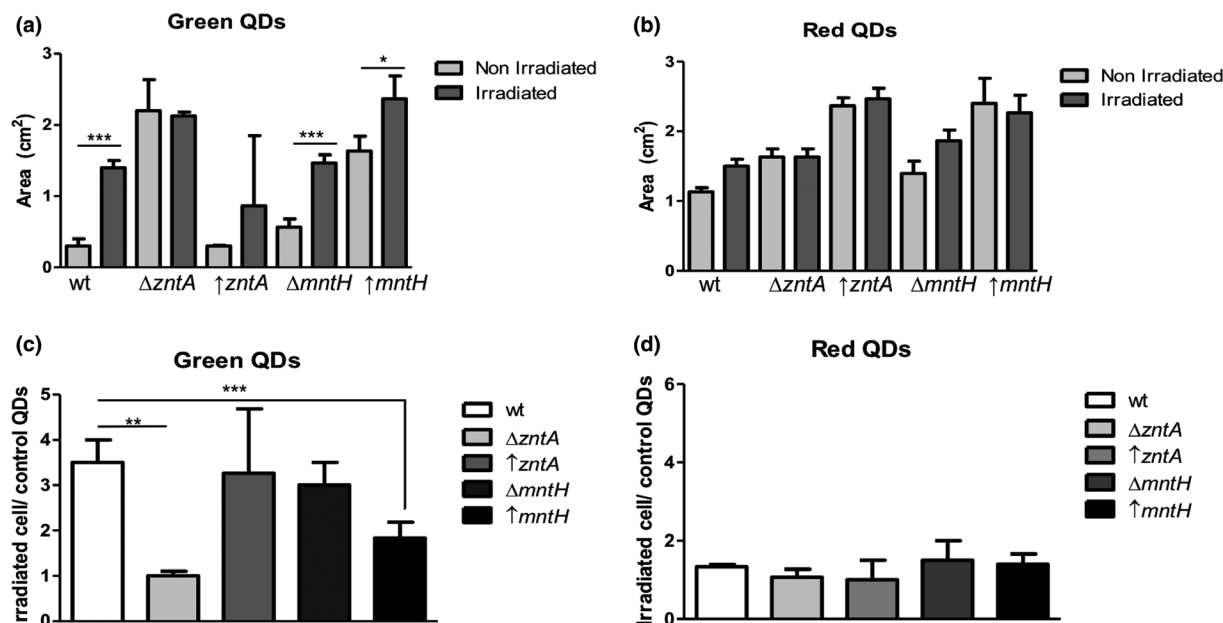 (a)
Green QDs
Area (cm²)
3
2
1
0
***
***
*
Non Irradiated
Irradiated
wt
ΔzntA
↑zntA
ΔmntH
↑mntH
(b)
Red QDs
Area (cm²)
3
2
1
0
Non Irradiated
Irradiated
wt
ΔzntA
↑zntA
ΔmntH
↑mntH
(c)
Green QDs
rradiated cell/ control QDs
5
4
3
2
1
0
**
***
wt
ΔzntA
↑zntA
ΔmntH
↑mntH
(d)
Red QDs
Irradiated cell/ control QDs
6
4
2
0
wt
ΔzntA
↑zntA
ΔmntH
↑mntH